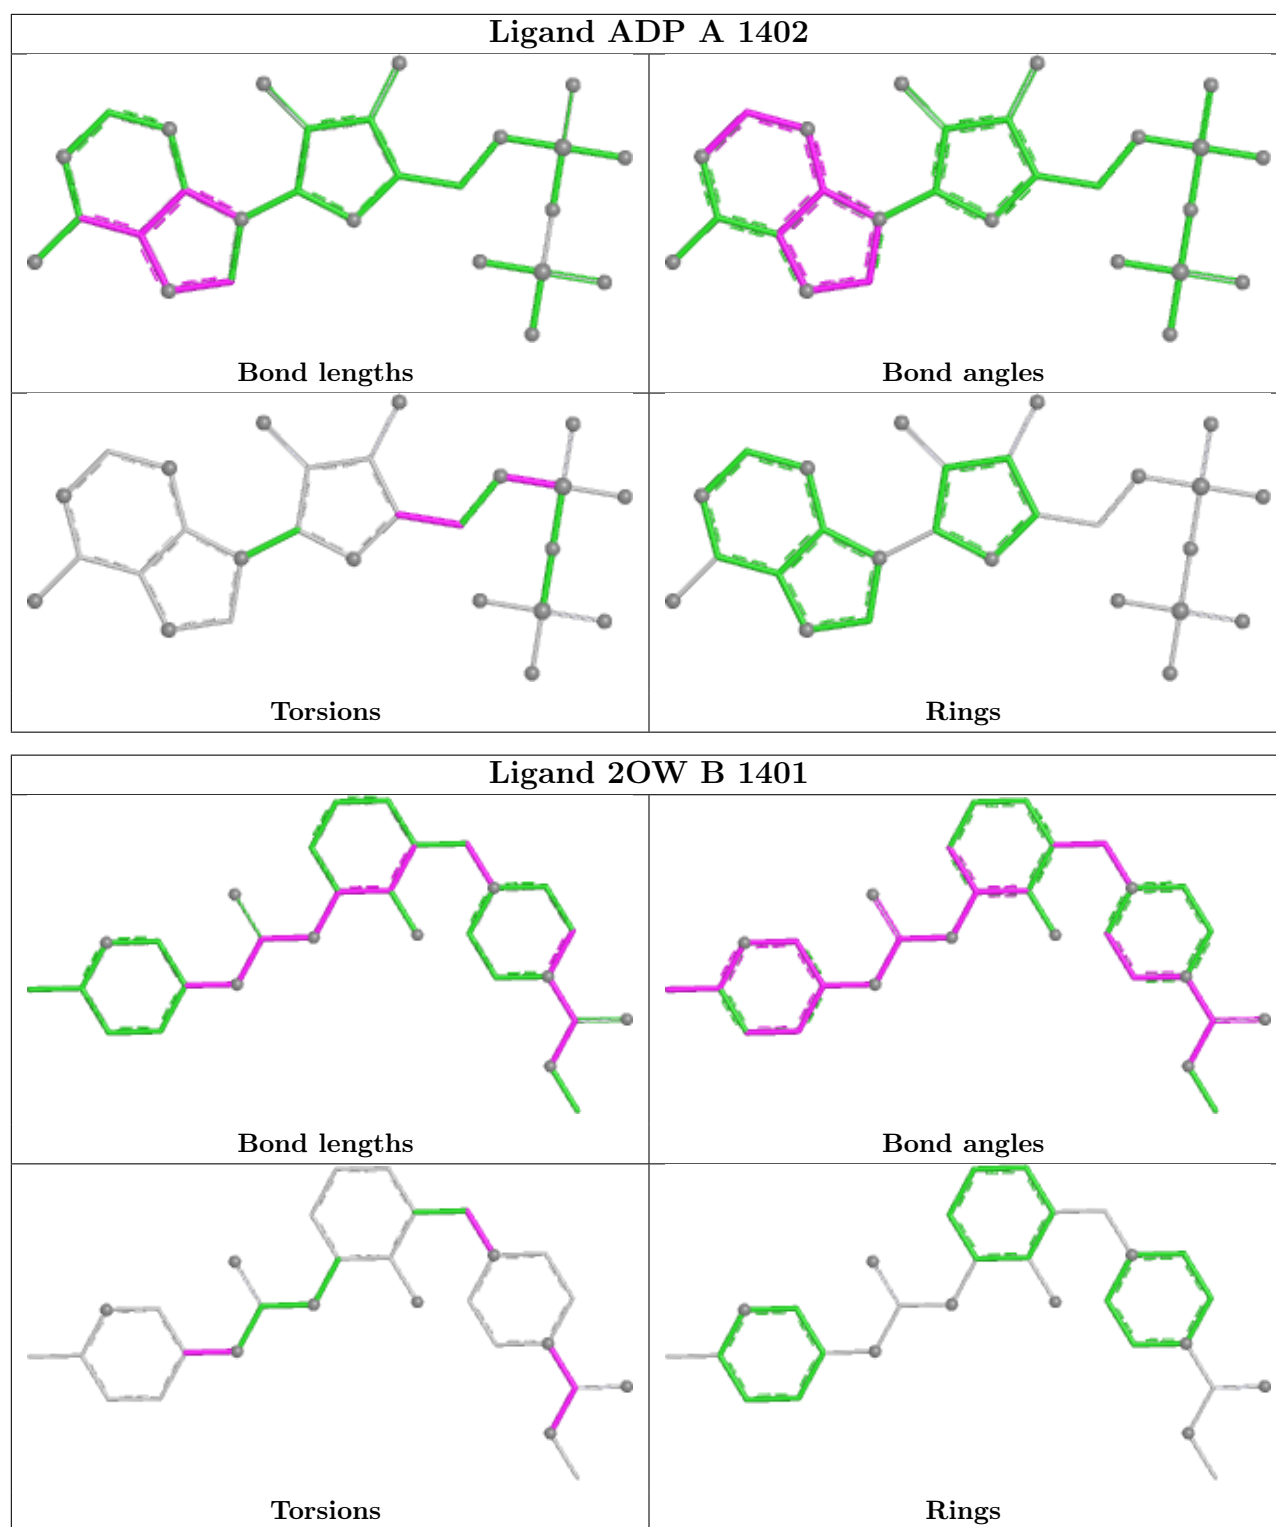 Ligand ADP A 1402
Bond lengths
Bond angles
Torsions
Rings
Ligand 2OW B 1401
Bond lengths
Bond angles
Torsions
Rings